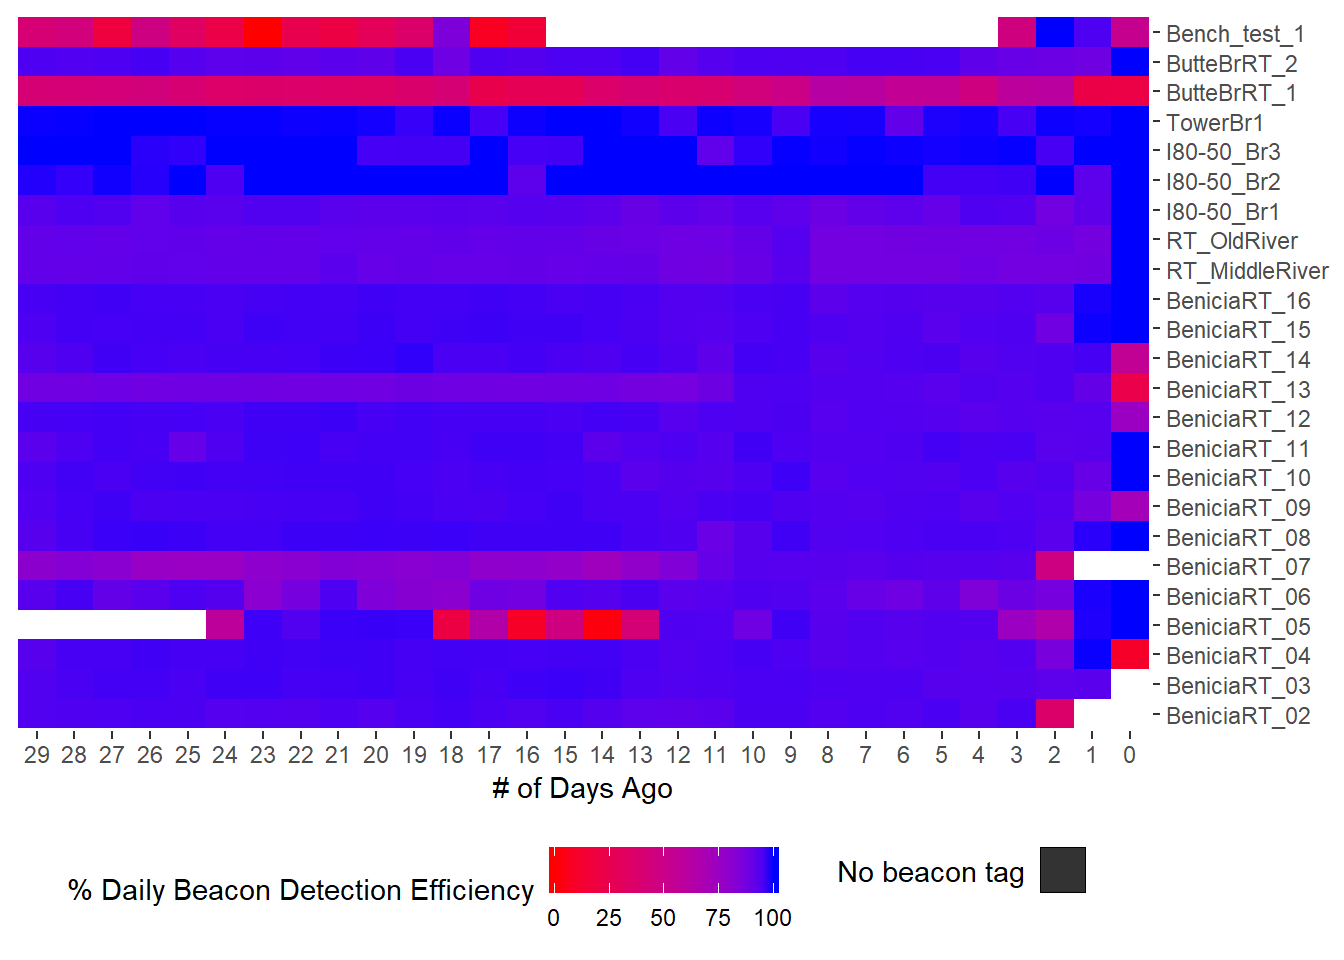 Bench_test_1
ButteBrRT_2
ButteBrRT_1
TowerBr1
I80-50_Br3
I80-50_Br2
I80-50_Br1
RT_OldRiver
RT_MiddleRiver
BeniciaRT_16
BeniciaRT_15
BeniciaRT_14
BeniciaRT_13
BeniciaRT_12
BeniciaRT_11
BeniciaRT_10
BeniciaRT_09
BeniciaRT_08
BeniciaRT_07
BeniciaRT_06
BeniciaRT_05
BeniciaRT_04
BeniciaRT_03
BeniciaRT_02
29 28 27 26 25 24 23 22 21 20 19 18 17 16 15 14 13 12 11 10 9 8 7 6 5 4 3 2 1 0
# of Days Ago
% Daily Beacon Detection Efficiency
0 25 50 75 100
No beacon tag